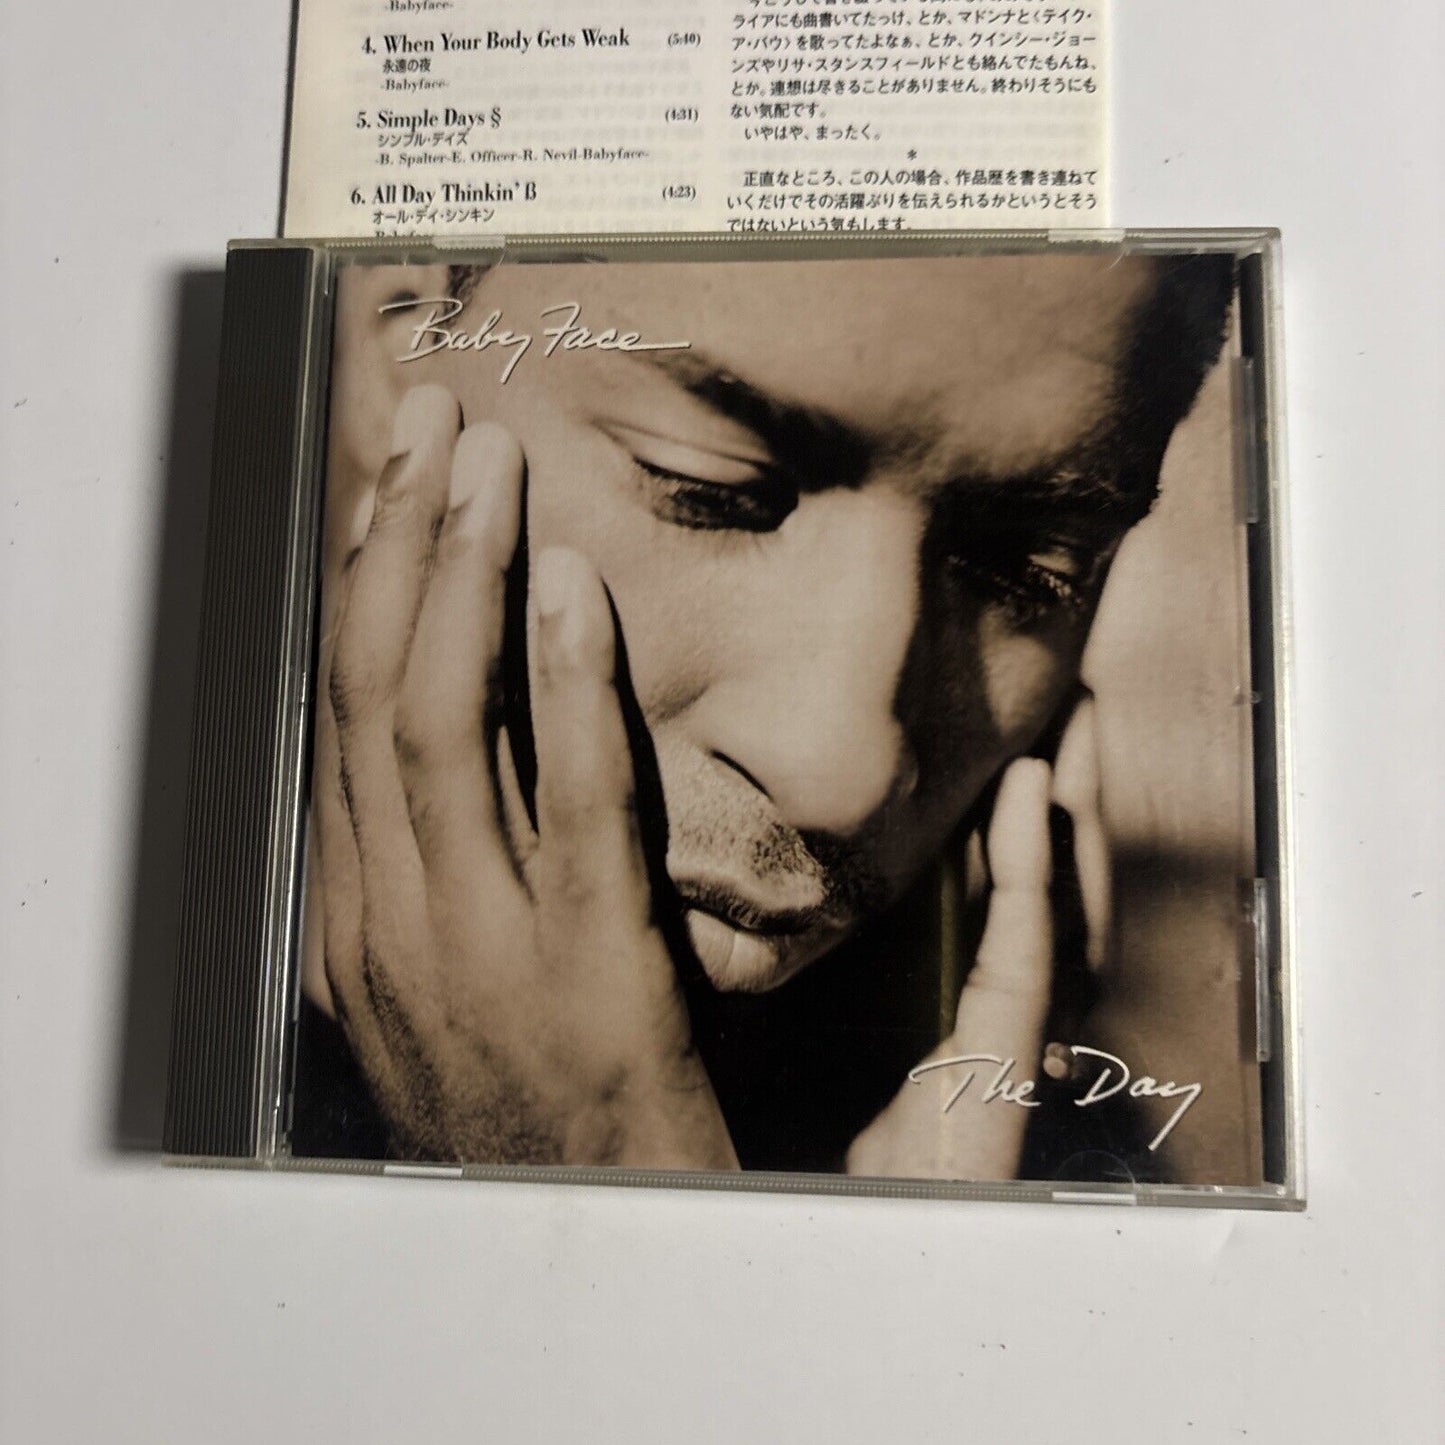 -Babyface-
4. When Your Body Gets Weak (5:40)
永遠の夜
-Babyface-
5. Simple Days § (4:31)
シンプル・デイズ
-B. Spalter-E. Officer-R. Nevil-Babyface-
6. All Day Thinkin' ß (4:23)
オール・デイ・シンキン
ライアにも曲書いてたっけ、とか、マドンナと〈テイク・
ア・バウ〉を歌ってたよなぁ、とか、クインシー・ジョー
ンズやリサ・スタンスフィールドとも絡んでたもんね、
とか。連想は尽きることがありません。終わりそうにも
ない気配です。
いやはや、まったく。
*
正直なところ、この人の場合、作品歴を書き連ねて
いくだけでその活躍ぶりを伝えられるかというとそう
ではないという気もします。
BabyFace
The Day